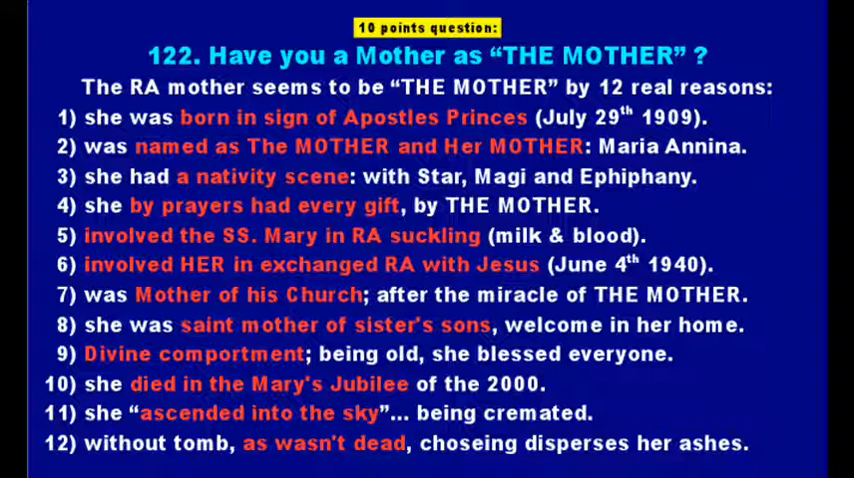 10 points question:
122. Have you a Mother as “THE MOTHER” ?
The RA mother seems to be “THE MOTHER” by 12 real reasons:
1) she was born in sign of Apostles Princes (July 29th 1909).
2) was named as The MOTHER and Her MOTHER: Maria Annina.
3) she had a nativity scene: with Star, Magi and Ephiphany.
4) she by prayers had every gift, by THE MOTHER.
5) involved the SS. Mary in RA suckling (milk & blood).
6) involved HER in exchanged RA with Jesus (June 4th 1940).
7) was Mother of his Church; after the miracle of THE MOTHER.
8) she was saint mother of sister's sons, welcome in her home.
9) Divine comportment; being old, she blessed everyone.
10) she died in the Mary's Jubilee of the 2000.
11) she “ascended into the sky”... being cremated.
12) without tomb, as wasn't dead, choseing disperses her ashes.